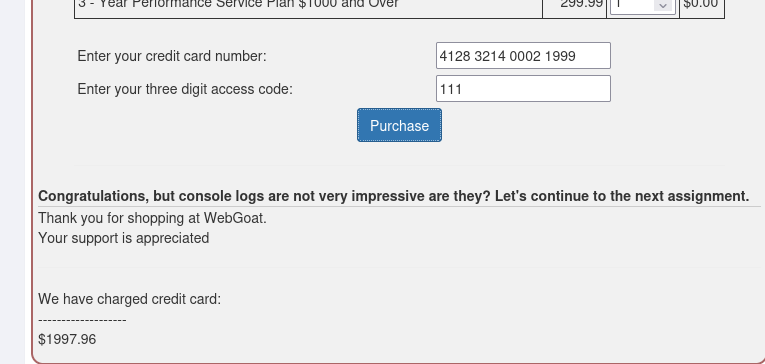 3 - Year Performance Service Plan $1000 and Over 299.99 1 $0.00
Enter your credit card number: 4128 3214 0002 1999
Enter your three digit access code: 111
Purchase
Congratulations, but console logs are not very impressive are they? Let's continue to the next assignment.
Thank you for shopping at WebGoat.
Your support is appreciated
We have charged credit card:
-------------------
$1997.96